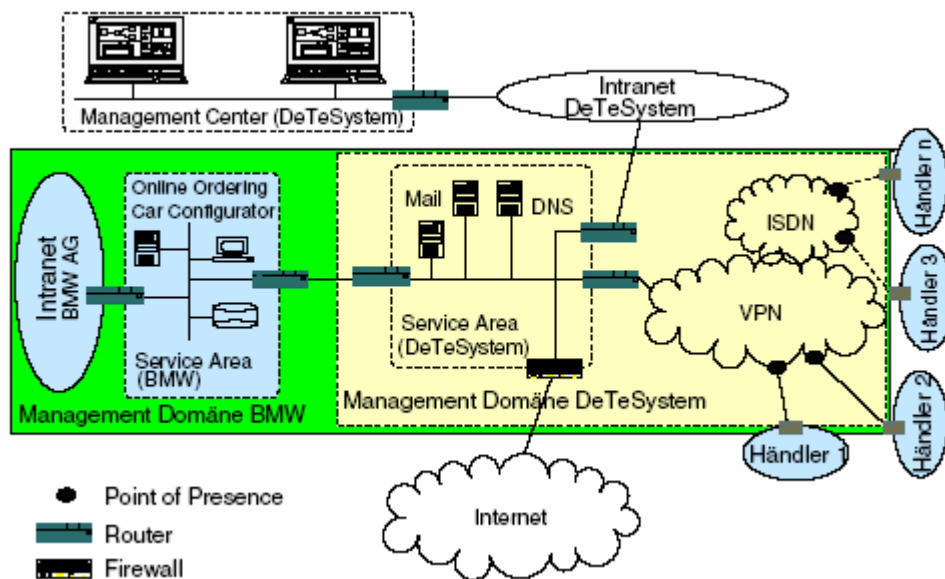 Management Center (DeTeSystem)
Intranet
DeTeSystem
Händler n
Online Ordering
Car Configurator
Mail
DNS
ISDN
Intranet
BMW AG
Händler 3
VPN
Service Area
(BMW)
Service Area
(DeTeSystem)
Management Domäne BMW
Management Domäne DeTeSystem
Händler 2
Händler 1
Point of Presence
Internet
Router
Firewall